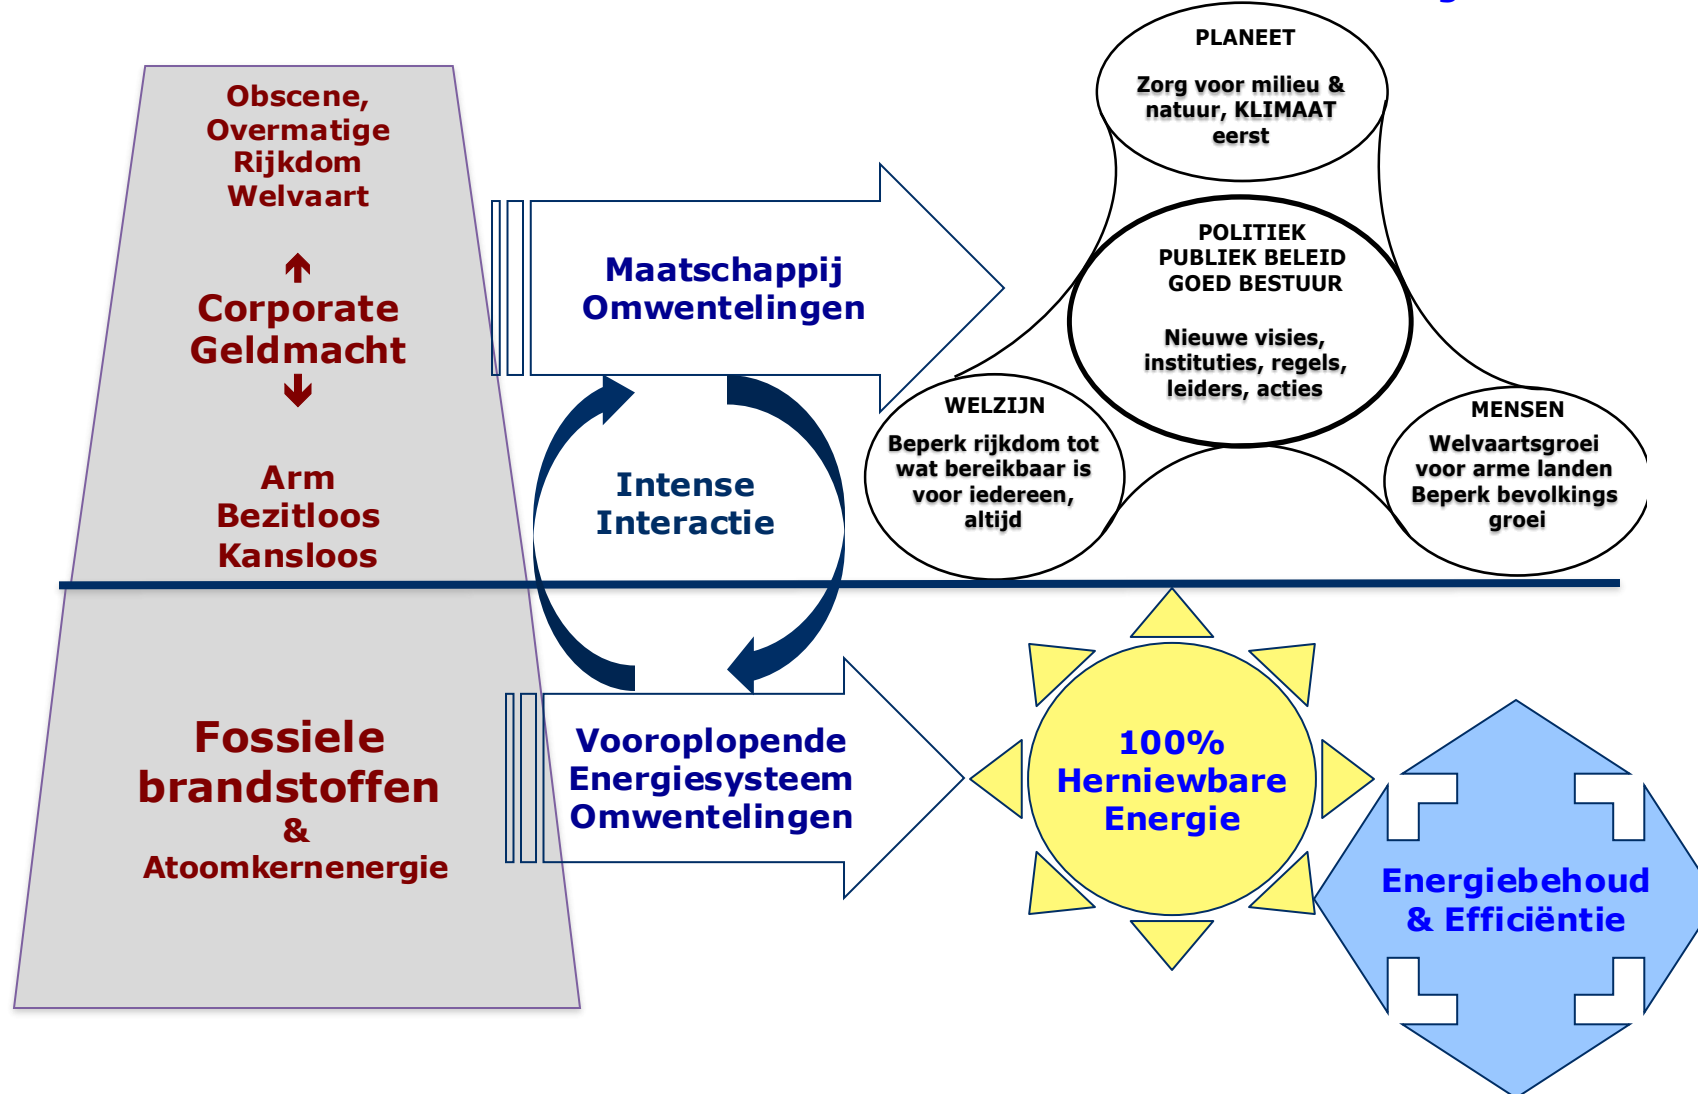 Obscene,
Overmatige
Rijkdom
Welvaart
Corporate
Geldmacht
Arm
Bezitloos
Kansloos
Fossiele
brandstoffen
&
Atoomkernenergie
Maatschappij
Omwentelingen
Intense
Interactie
Vooroplopende
Energiesysteem
Omwentelingen
PLANEET
Zorg voor milieu &
natuur, KLIMAAT
eerst
POLITIEK
PUBLIEK BELEID
GOED BESTUUR
Nieuwe visies,
instituties, regels,
leiders, acties
WELZIJN
Beperk rijkdom tot
wat bereikbaar is
voor iedereen,
altijd
MENSEN
Welvaartsgroei
voor arme landen
Beperk bevolkings
groei
100%
Herniewbare
Energie
Energiebehoud
& Efficiëntie